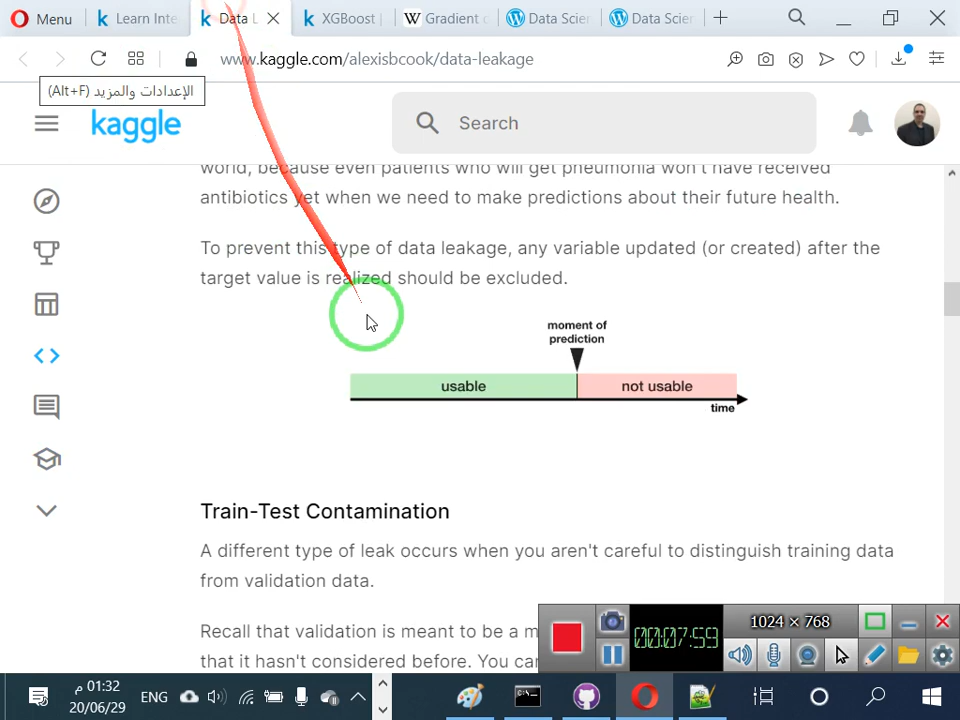 Menu
Learn Inte
Data L
XGBoost
Gradient
Data Scien
Data Scien
www.kaggle.com/alexisbcook/data-leakage
الإعدادات والمزيد (Alt+F)
kaggle
Search
world, because even patients who will get pneumonia won't have received
antibiotics yet when we need to make predictions about their future health.
To prevent this type of data leakage, any variable updated (or created) after the
target value is realized should be excluded.
moment of
prediction
usable
not usable
time
Train-Test Contamination
A different type of leak occurs when you aren't careful to distinguish training data
from validation data.
Recall that validation is meant to be a m
that it hasn't considered before. You can
1024 × 768
00:07:59
01:32 م
20/06/29
ENG